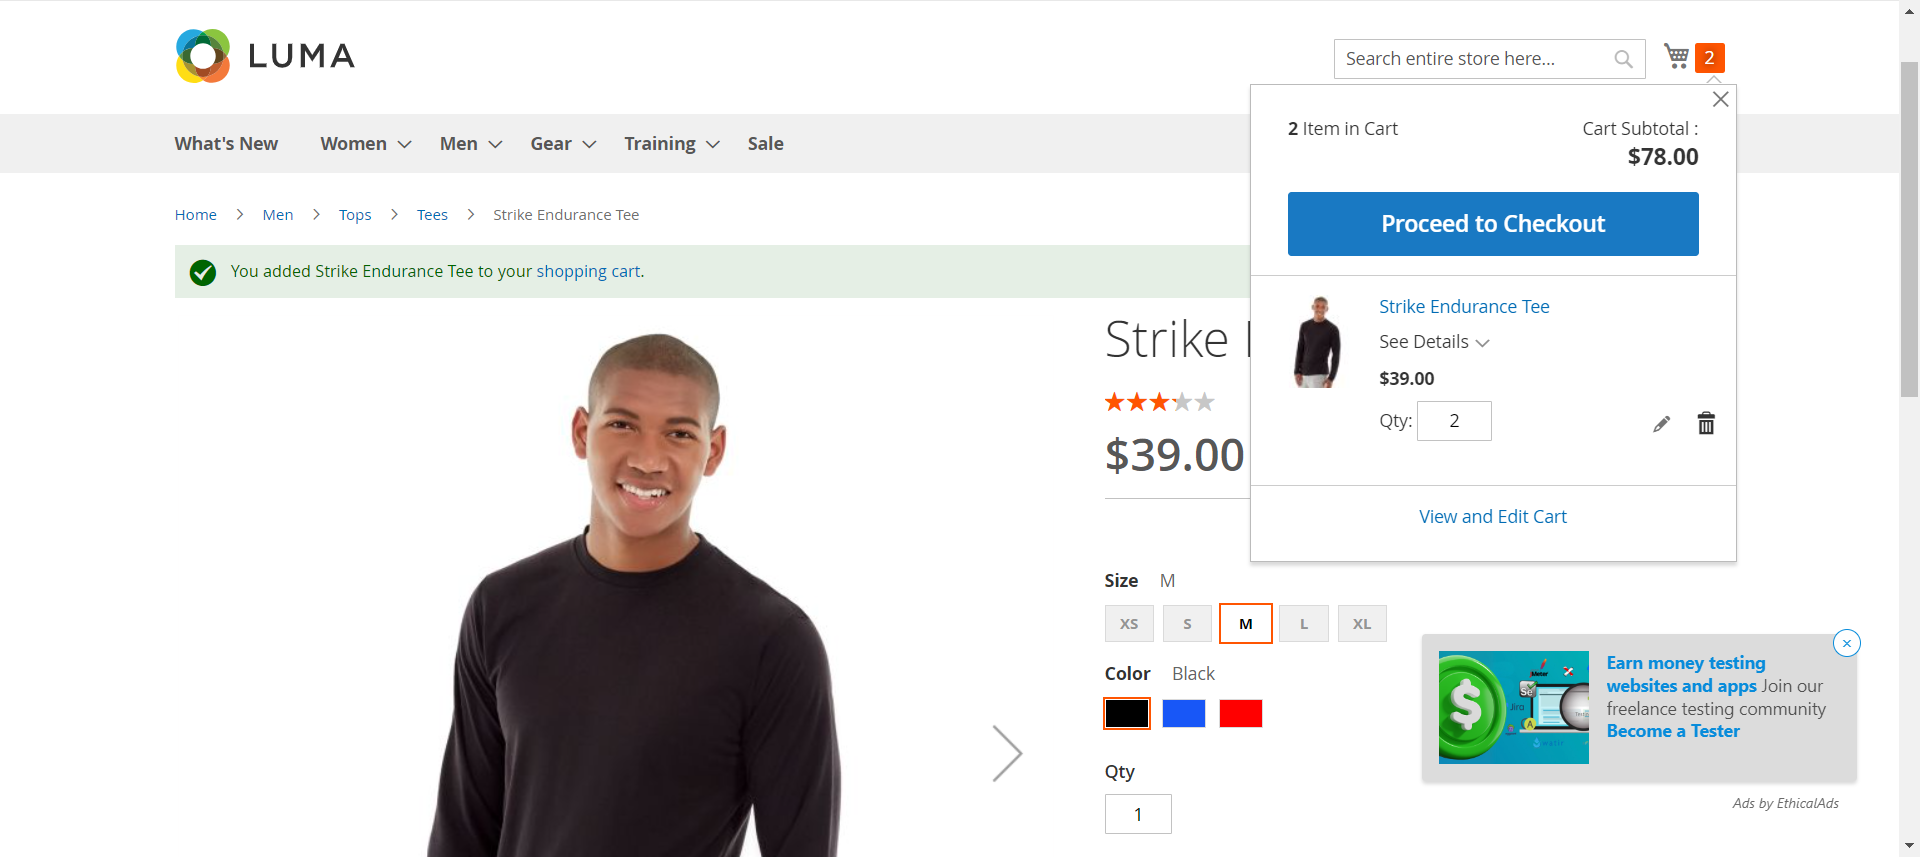 LUMA
Search entire store here...
2
What's New Women Men Gear Training Sale
2 Item in Cart
Cart Subtotal :
$78.00
Proceed to Checkout
Home > Men > Tops > Tees > Strike Endurance Tee
You added Strike Endurance Tee to your shopping cart.
Strike Endurance Tee
See Details
$39.00
Qty: 2
View and Edit Cart
Strike
$39.00
Size M
XS S M L XL
Color Black
Qty
1
Earn money testing
websites and apps Join our
freelance testing community
Become a Tester
Ads by EthicalAds